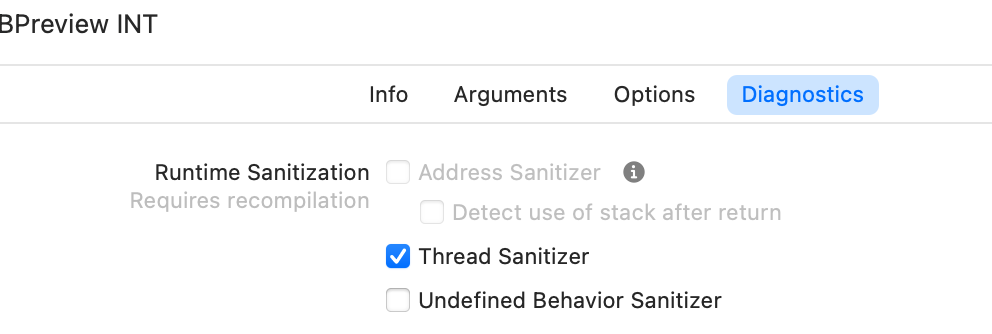 BPreview INT
Info Arguments Options Diagnostics
Runtime Sanitization Address Sanitizer
Requires recompilation
Detect use of stack after return
Thread Sanitizer
Undefined Behavior Sanitizer